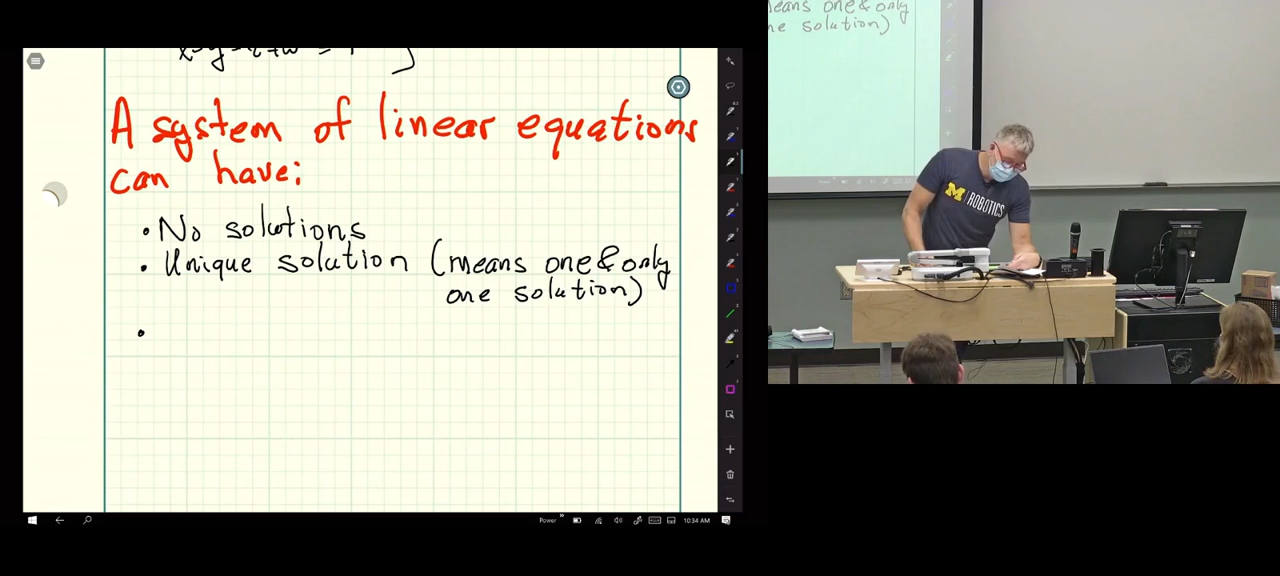 A system of linear equations
can have:
• No solutions
• Unique solution (means one & only
one solution)
•
means one & only
ne solution)
M | ROBOTICS
Power
10:34 AM